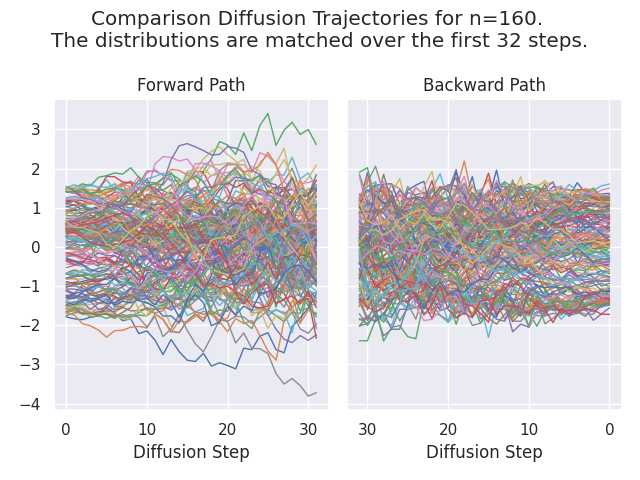 Comparison Diffusion Trajectories for n=160.
The distributions are matched over the first 32 steps.
Forward Path
Backward Path
3
2
1
0
−1
−2
−3
−4
0 10 20 30
30 20 10 0
Diffusion Step
Diffusion Step